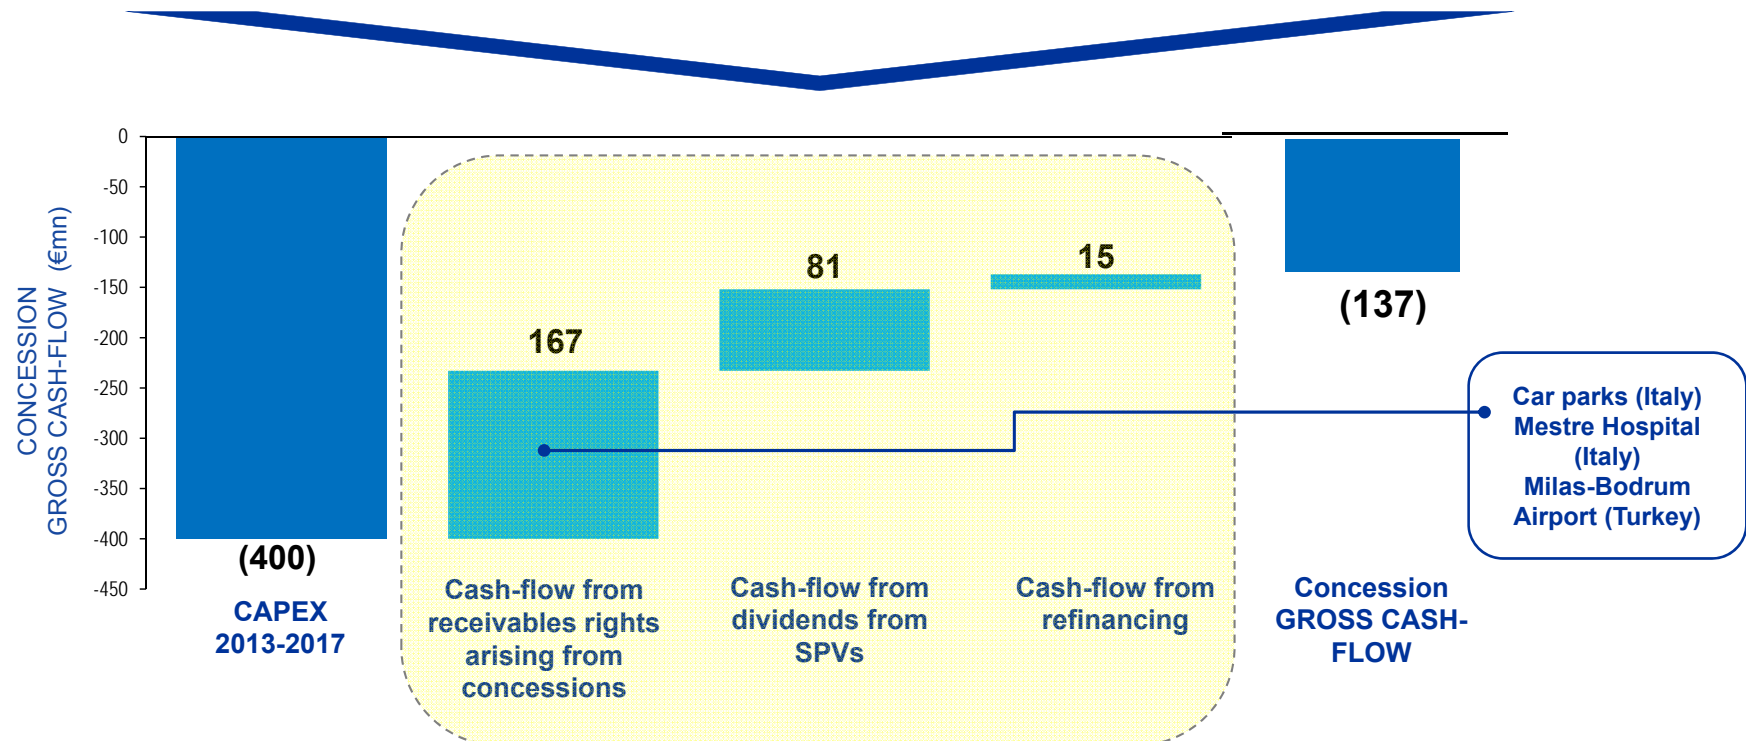 CONCESSION
GROSS CASH-FLOW (€mn)
0
-50
-100
-150
-200
-250
-300
-350
-400
-450
(400)
167
81
15
(137)
CAPEX
2013-2017
Cash-flow from
receivables rights
arising from
concessions
Cash-flow from
dividends from
SPVs
Cash-flow from
refinancing
Concession
GROSS CASH-
FLOW
Car parks (Italy)
Mestre Hospital
(Italy)
Milas-Bodrum
Airport (Turkey)